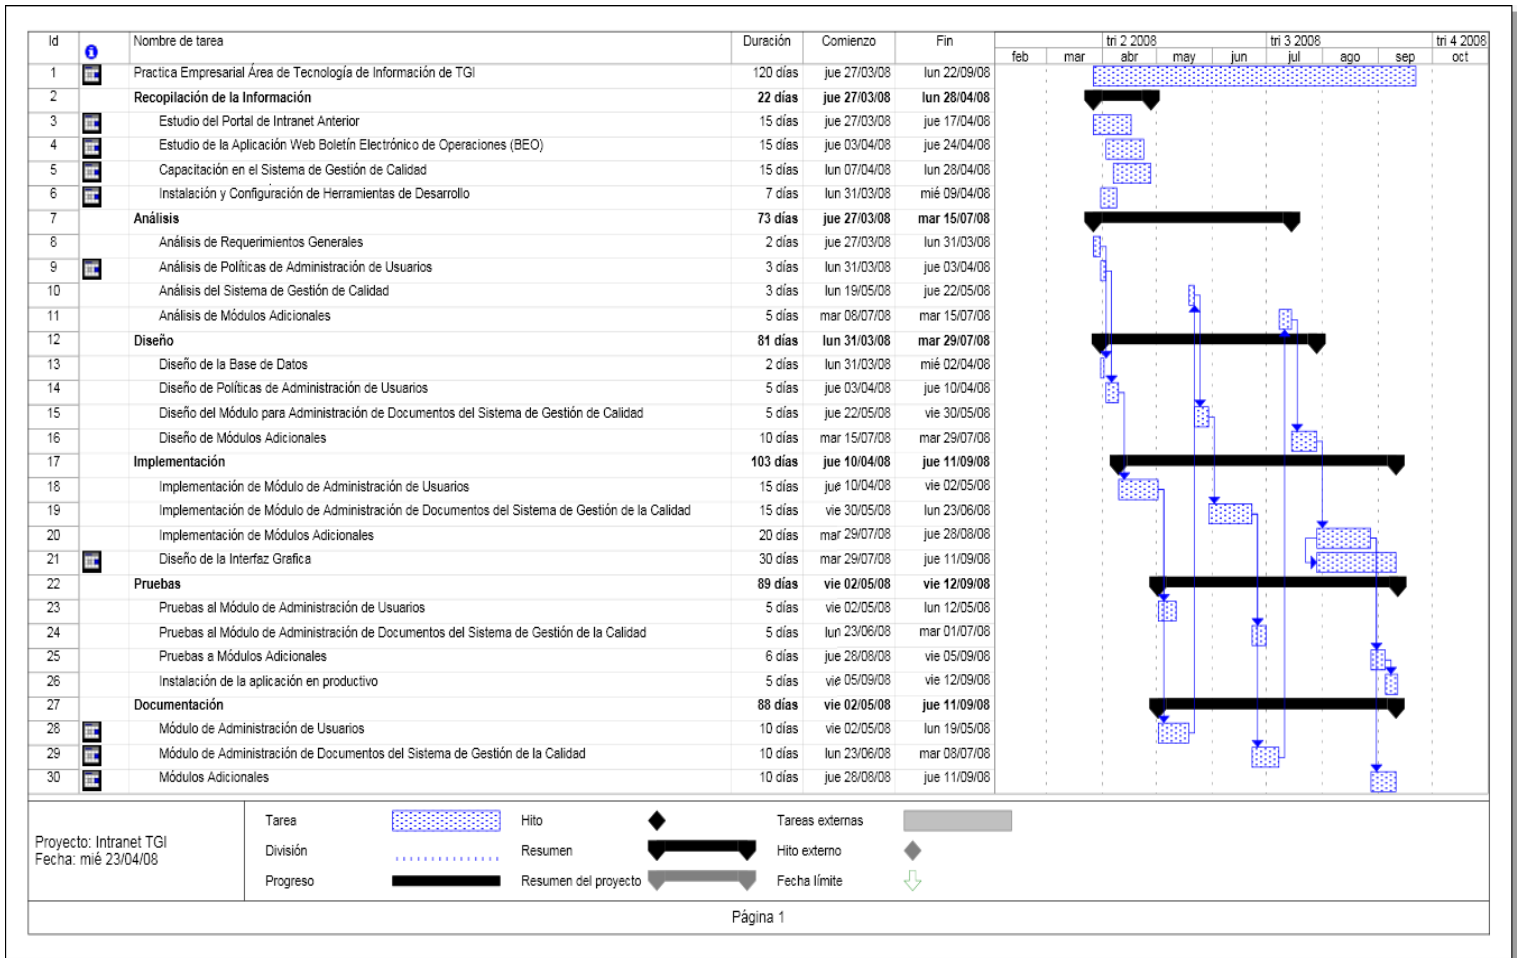 Id Nombre de tarea Duración Comienzo Fin tri 2 2008 tri 3 2008 tri 4 2008
feb mar abr may jun jul ago sep oct
1 Practica Empresarial Área de Tecnología de Información de TGI 120 días jue 27/03/08 lun 22/09/08
2 Recopilación de la Información 22 días jue 27/03/08 lun 28/04/08
3 Estudio del Portal de Intranet Anterior 15 días jue 27/03/08 jue 17/04/08
4 Estudio de la Aplicación Web Boletín Electrónico de Operaciones (BEO) 15 días jue 03/04/08 jue 24/04/08
5 Capacitación en el Sistema de Gestión de Calidad 15 días lun 07/04/08 lun 28/04/08
6 Instalación y Configuración de Herramientas de Desarrollo 7 días lun 31/03/08 mié 09/04/08
7 Análisis 73 días jue 27/03/08 mar 15/07/08
8 Análisis de Requerimientos Generales 2 días jue 27/03/08 lun 31/03/08
9 Análisis de Políticas de Administración de Usuarios 3 días lun 31/03/08 jue 03/04/08
10 Análisis del Sistema de Gestión de Calidad 3 días lun 19/05/08 jue 22/05/08
11 Análisis de Módulos Adicionales 5 días mar 08/07/08 mar 15/07/08
12 Diseño 81 días lun 31/03/08 mar 29/07/08
13 Diseño de la Base de Datos 2 días lun 31/03/08 mié 02/04/08
14 Diseño de Políticas de Administración de Usuarios 5 días jue 03/04/08 jue 10/04/08
15 Diseño del Módulo para Administración de Documentos del Sistema de Gestión de Calidad 5 días jue 22/05/08 vie 30/05/08
16 Diseño de Módulos Adicionales 10 días mar 15/07/08 mar 29/07/08
17 Implementación 103 días jue 10/04/08 jue 11/09/08
18 Implementación de Módulo de Administración de Usuarios 15 días jue 10/04/08 vie 02/05/08
19 Implementación de Módulo de Administración de Documentos del Sistema de Gestión de la Calidad 15 días vie 30/05/08 lun 23/06/08
20 Implementación de Módulos Adicionales 20 días mar 29/07/08 jue 28/08/08
21 Diseño de la Interfaz Grafica 30 días mar 29/07/08 jue 11/09/08
22 Pruebas 89 días vie 02/05/08 vie 12/09/08
23 Pruebas al Módulo de Administración de Usuarios 5 días vie 02/05/08 lun 12/05/08
24 Pruebas al Módulo de Administración de Documentos del Sistema de Gestión de la Calidad 5 días lun 23/06/08 mar 01/07/08
25 Pruebas a Módulos Adicionales 6 días jue 28/08/08 vie 05/09/08
26 Instalación de la aplicación en productivo 5 días vie 05/09/08 vie 12/09/08
27 Documentación 88 días vie 02/05/08 jue 11/09/08
28 Módulo de Administración de Usuarios 10 días vie 02/05/08 lun 19/05/08
29 Módulo de Administración de Documentos del Sistema de Gestión de la Calidad 10 días lun 23/06/08 mar 08/07/08
30 Módulos Adicionales 10 días jue 28/08/08 jue 11/09/08
Proyecto: Intranet TGI
Fecha: mié 23/04/08
Tarea Hito Tareas externas
División Resumen Hito externo
Progreso Resumen del proyecto Fecha límite
Página 1